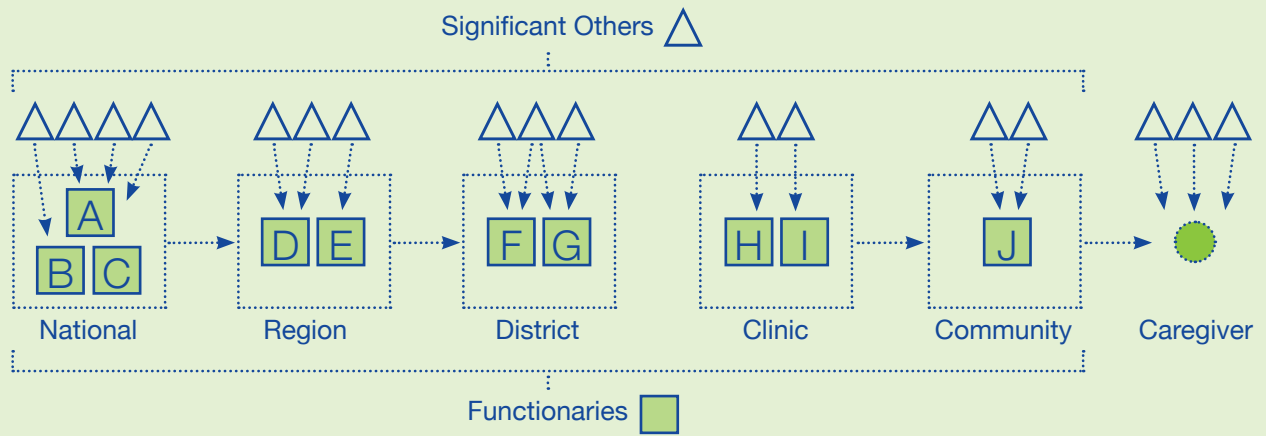 Significant Others
A
B C
D E
F G
H I
J
National Region District Clinic Community Caregiver
Functionaries